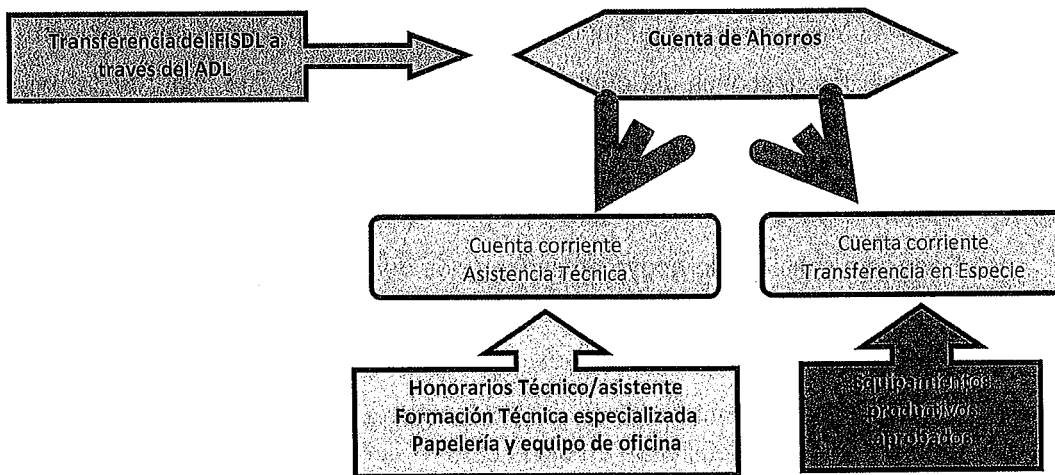 Transferencia del FISDL a
través del ADL
Cuenta de Ahorros
Cuenta corriente
Asistencia Técnica
Cuenta corriente
Transferencia en Especie
Honorarios Técnico/asistente
Formación Técnica especializada
Papelería y equipo de oficina
Equipamientos
productivos
aprobados